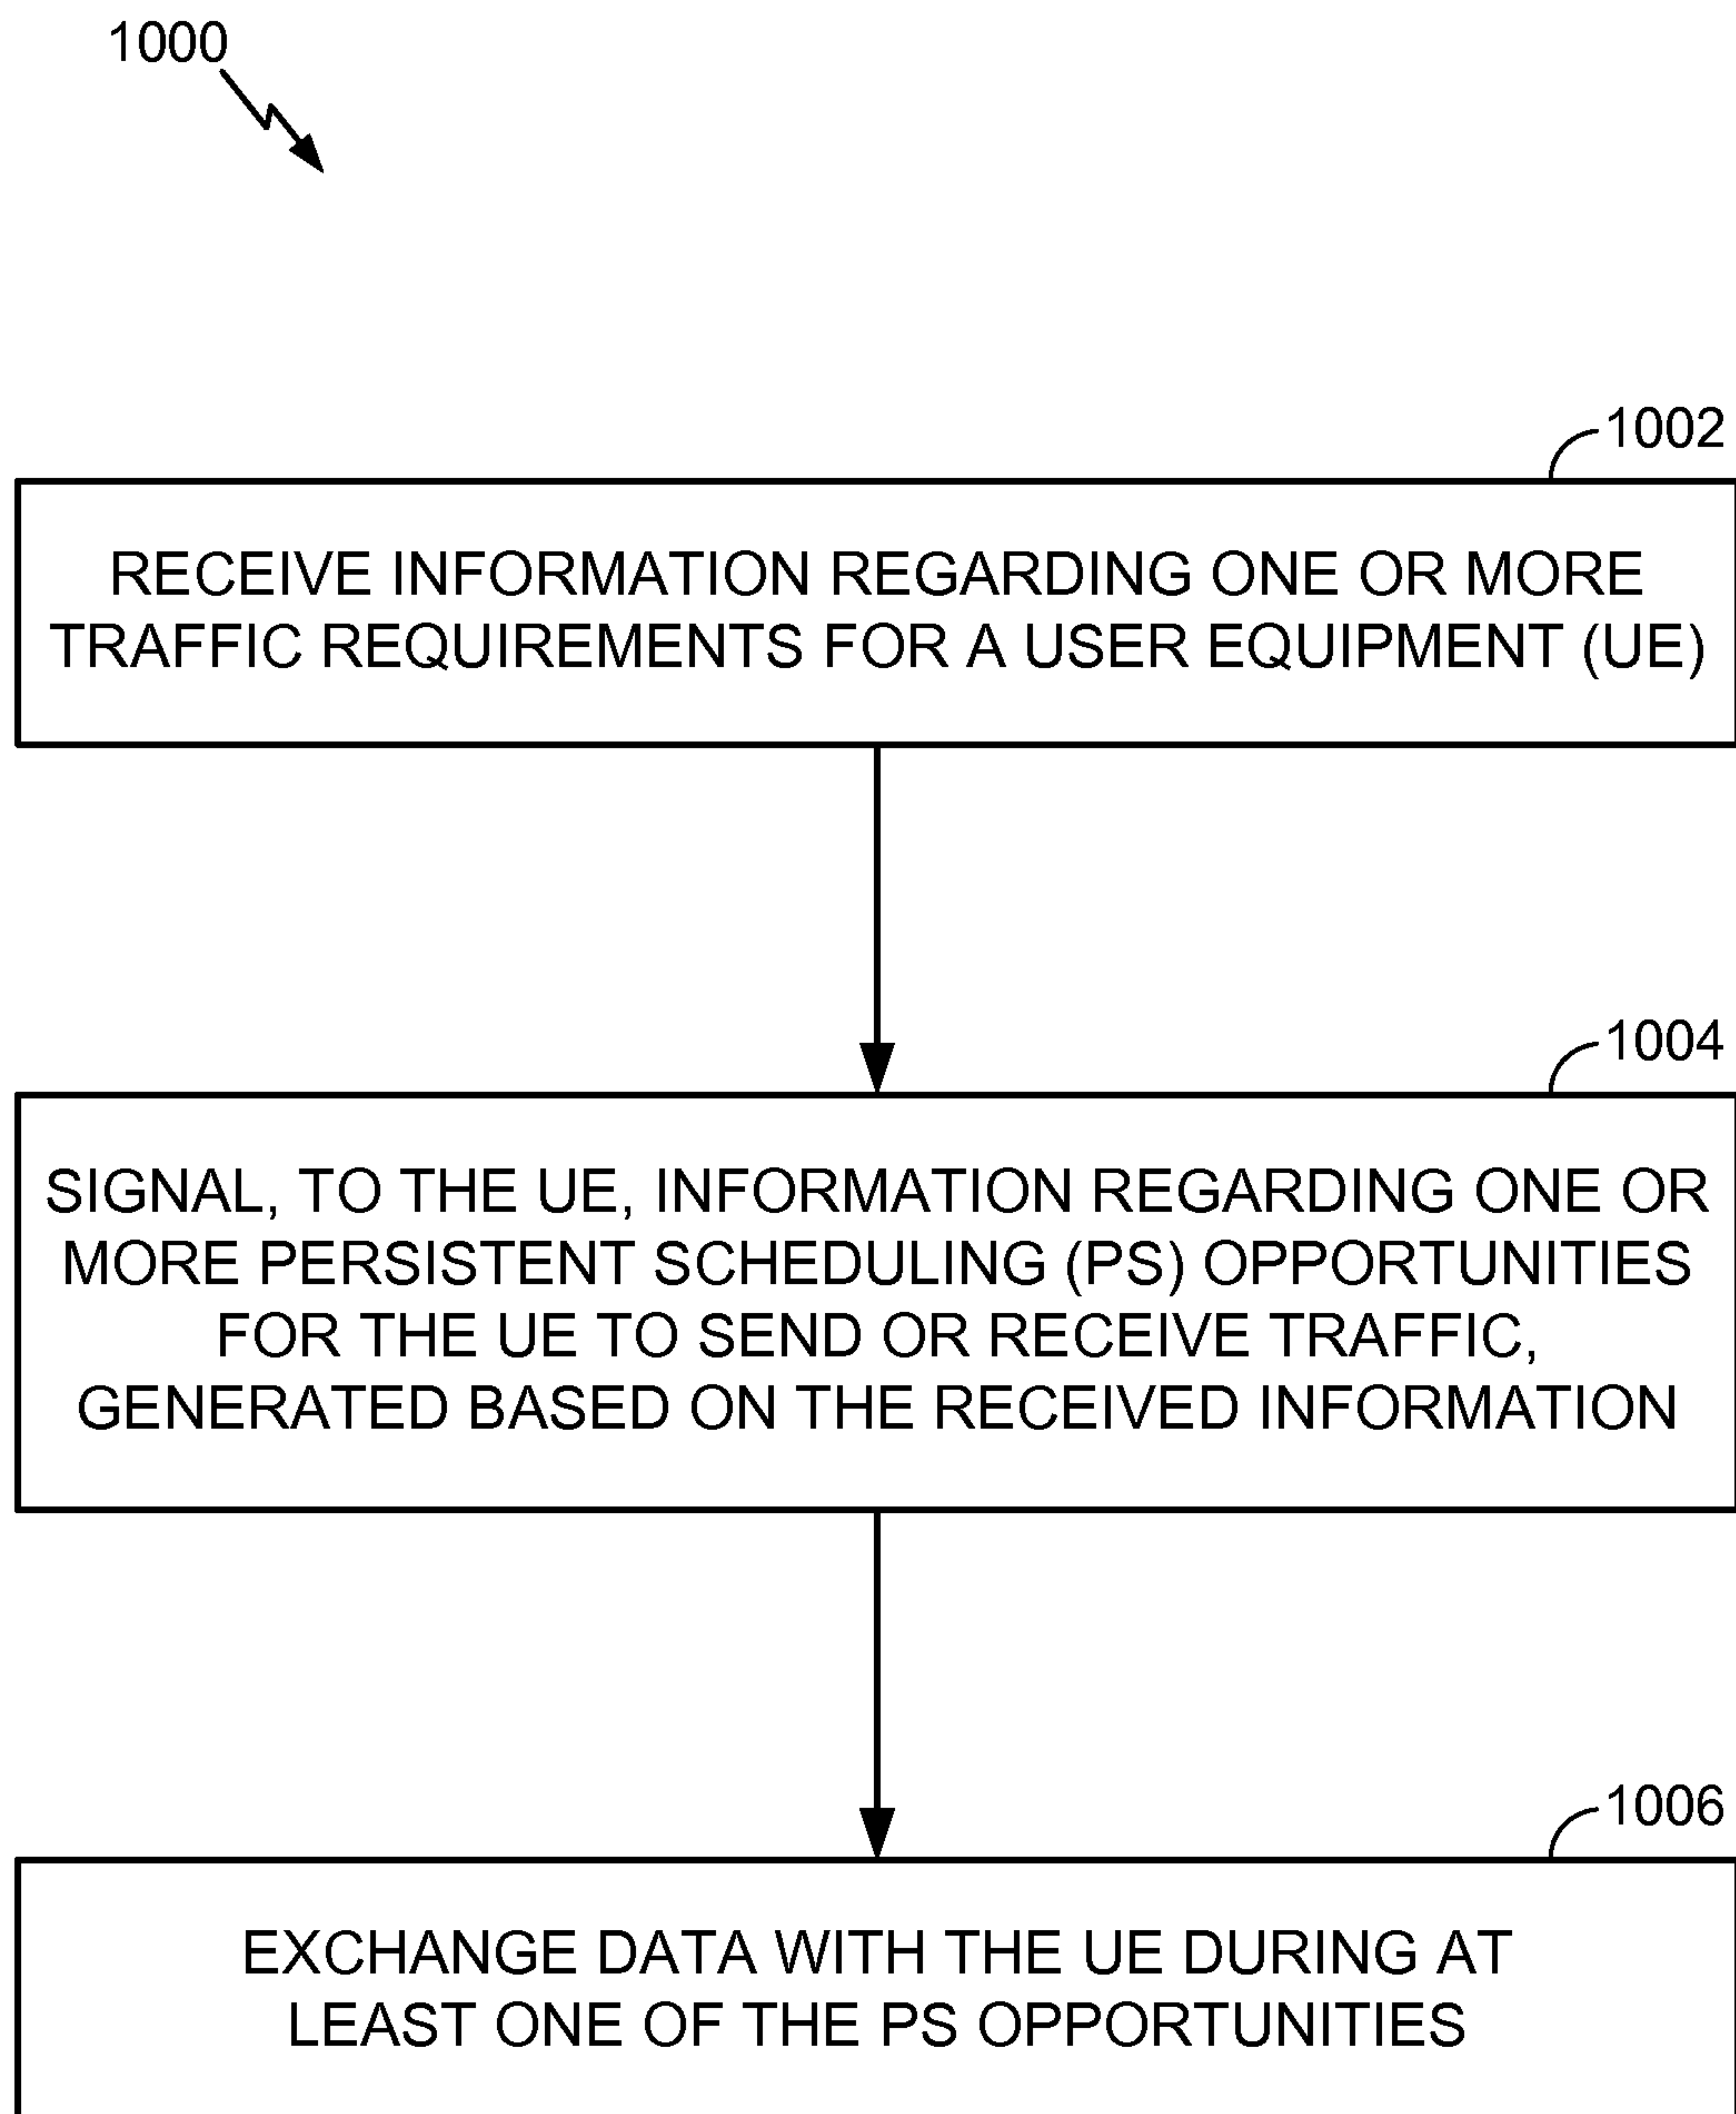 1000
1002
RECEIVE INFORMATION REGARDING ONE OR MORE
TRAFFIC REQUIREMENTS FOR A USER EQUIPMENT (UE)
1004
SIGNAL, TO THE UE, INFORMATION REGARDING ONE OR
MORE PERSISTENT SCHEDULING (PS) OPPORTUNITIES
FOR THE UE TO SEND OR RECEIVE TRAFFIC,
GENERATED BASED ON THE RECEIVED INFORMATION
1006
EXCHANGE DATA WITH THE UE DURING AT
LEAST ONE OF THE PS OPPORTUNITIES